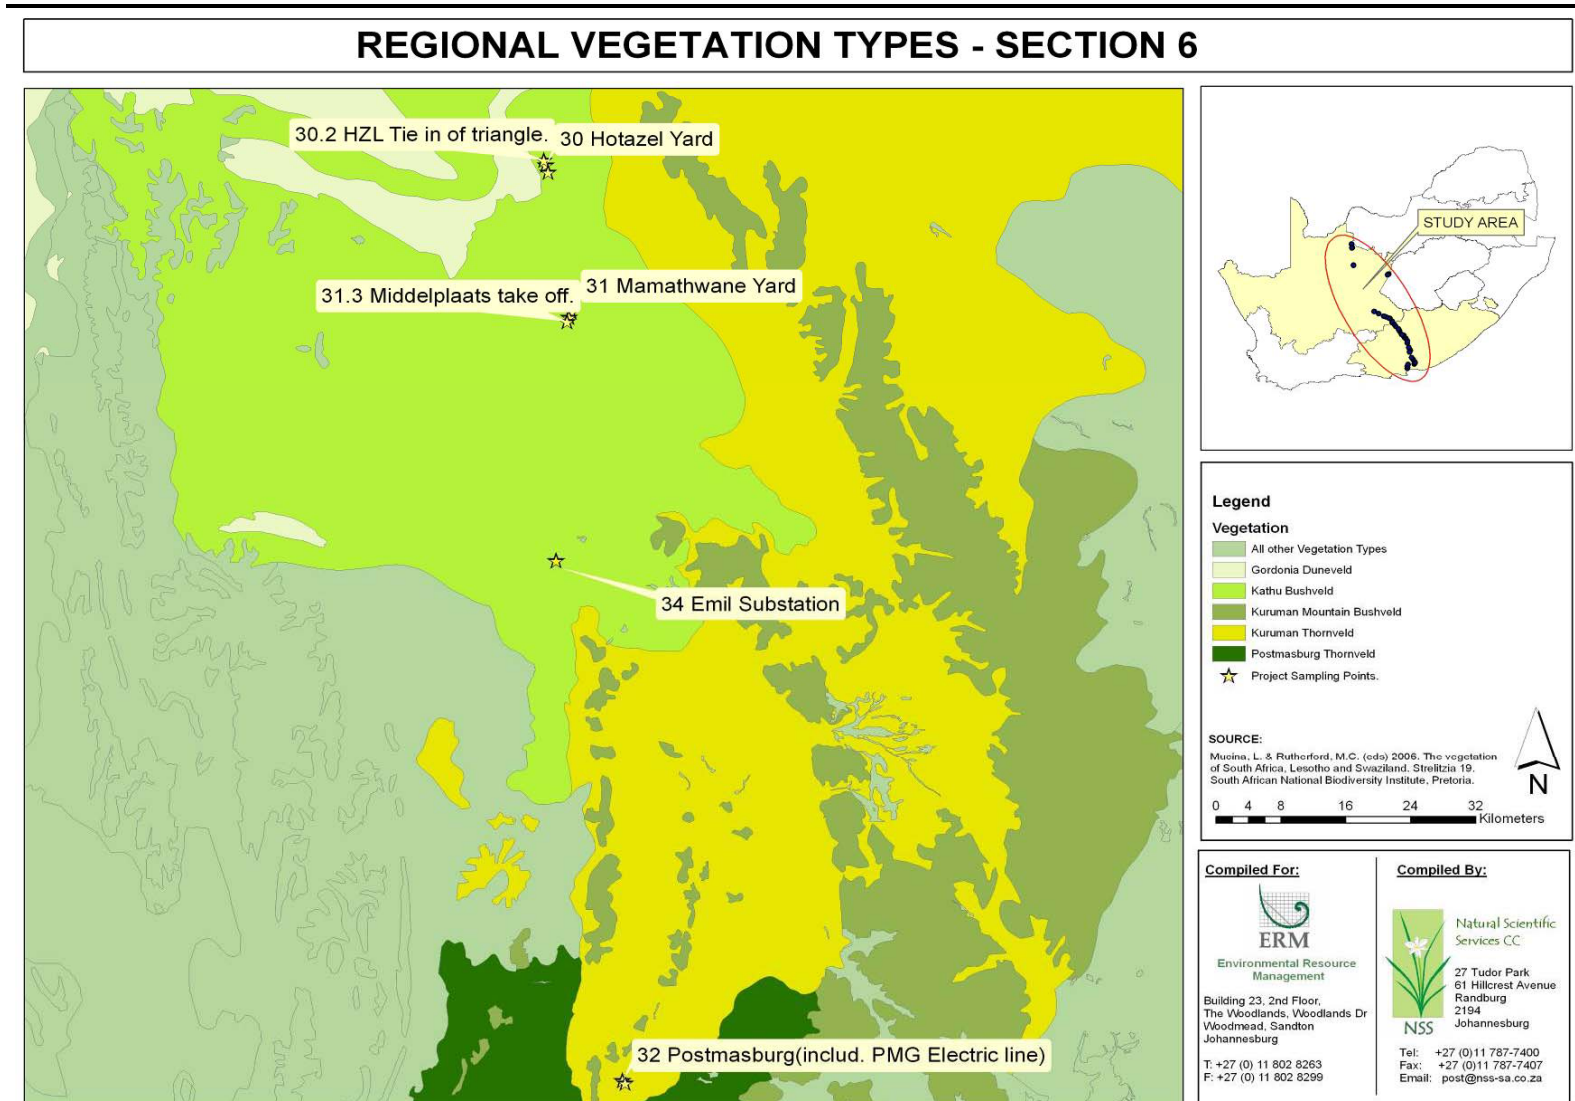 REGIONAL VEGETATION TYPES - SECTION 6
30.2 HZL Tie in of triangle.
30 Hotazel Yard
31.3 Middelplaats take off.
31 Mamathwane Yard
34 Emil Substation
32 Postmasburg(includ. PMG Electric line)
STUDY AREA
Legend
Vegetation
All other Vegetation Types
Gordonia Duneveld
Kathu Bushveld
Kuruman Mountain Bushveld
Kuruman Thornveld
Postmasburg Thornveld
Project Sampling Points.
SOURCE:
Mucina, L. & Rutherford, M.C. (eds) 2006. The vegetation
of South Africa, Lesotho and Swaziland. Strelitzia 19.
South African National Biodiversity Institute, Pretoria.
N
0 4 8 16 24 32
Kilometers
Compiled For:
ERM
Environmental Resource
Management
Building 23, 2nd Floor,
The Woodlands, Woodlands Dr
Woodmead, Sandton
Johannesburg
T: +27 (0) 11 802 8263
F: +27 (0) 11 802 8299
Compiled By:
Natural Scientific
Services CC
NSS
27 Tudor Park
61 Hillcrest Avenue
Randburg
2194
Johannesburg
Tel: +27 (0)11 787-7400
Fax: +27 (0)11 787-7407
Email: post@nss-sa.co.za